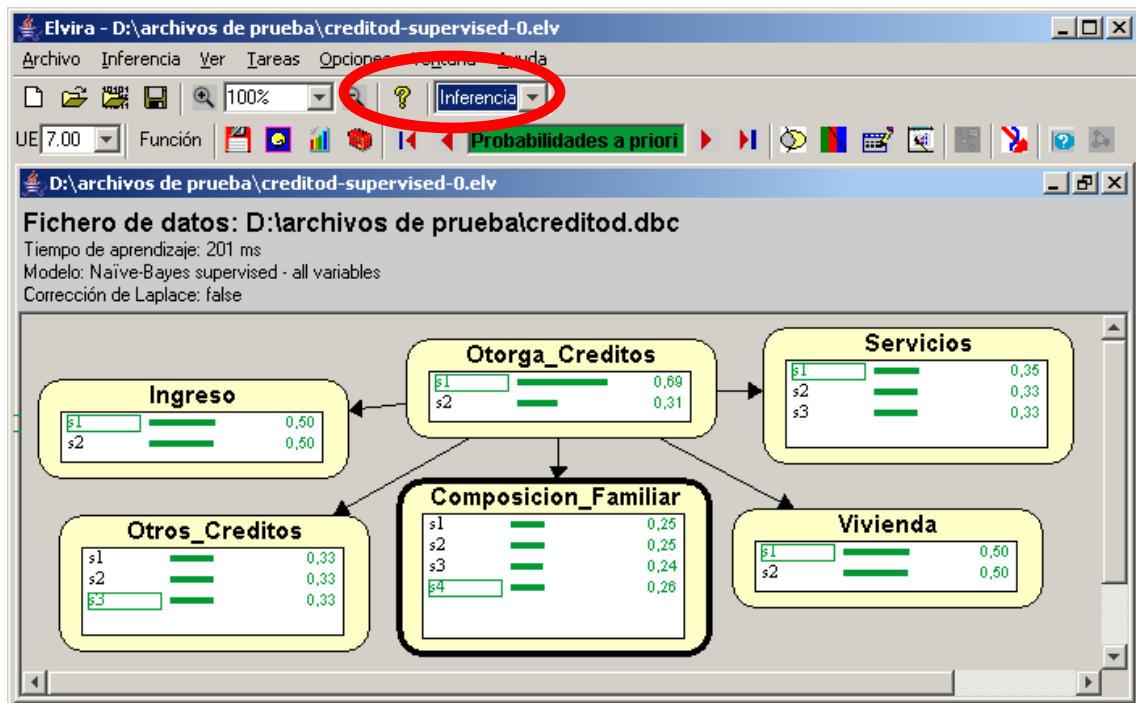 Elvira - D:\archivos de prueba\creditod-supervised-0.elv
Archivo Inferencia Ver Tareas Opciones Ventana Ayuda
100% Inferencia
UE 7.00 Función Probabilidades a priori
D:\archivos de prueba\creditod-supervised-0.elv
Fichero de datos: D:\archivos de prueba\creditod.dbc
Tiempo de aprendizaje: 201 ms
Modelo: Naïve-Bayes supervised - all variables
Corrección de Laplace: false
Otorga_Creditos
s1 0,69
s2 0,31
Servicios
s1 0,35
s2 0,33
s3 0,33
Ingreso
s1 0,50
s2 0,50
Otros_Creditos
s1 0,33
s2 0,33
s3 0,33
Composicion_Familiar
s1 0,25
s2 0,25
s3 0,24
s4 0,26
Vivienda
s1 0,50
s2 0,50